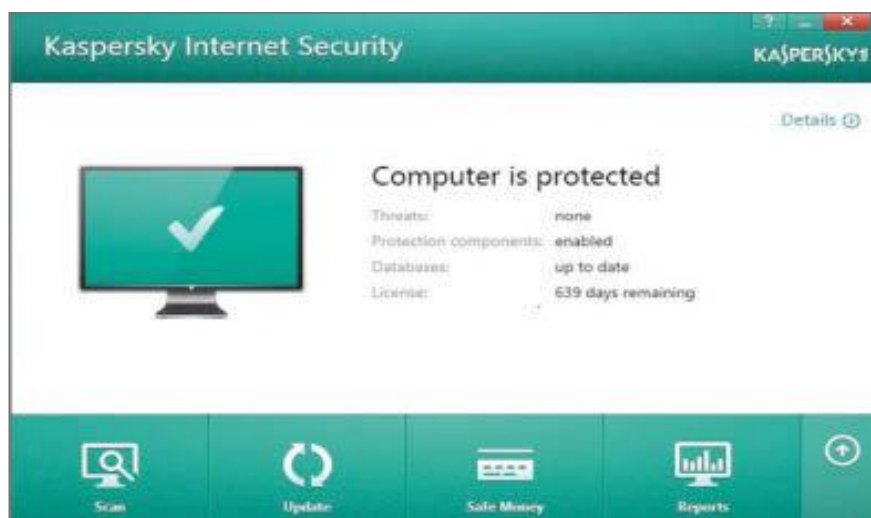 Kaspersky Internet Security
?
KASPERSKY
Details
Computer is protected
Threats: none
Protection components: enabled
Databases: up to date
License: 639 days remaining
Scan
Update
Safe Money
Reports